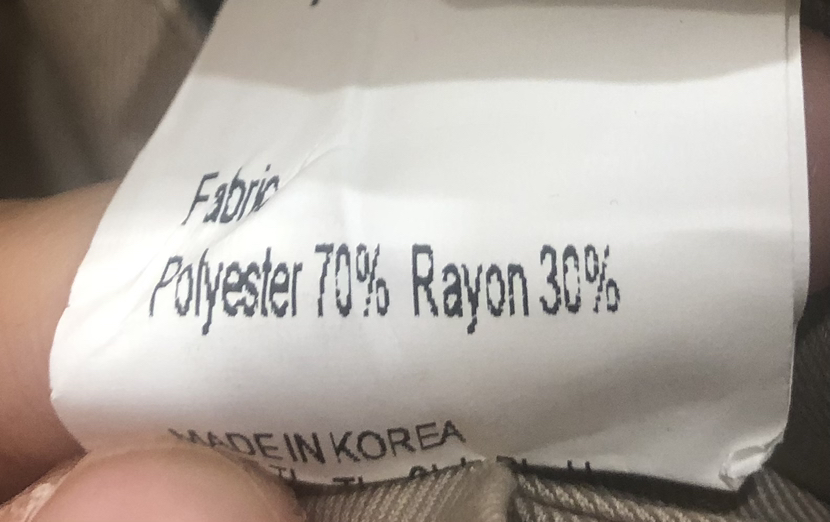 Fabric
Polyester 70% Rayon 30%
MADE IN KOREA